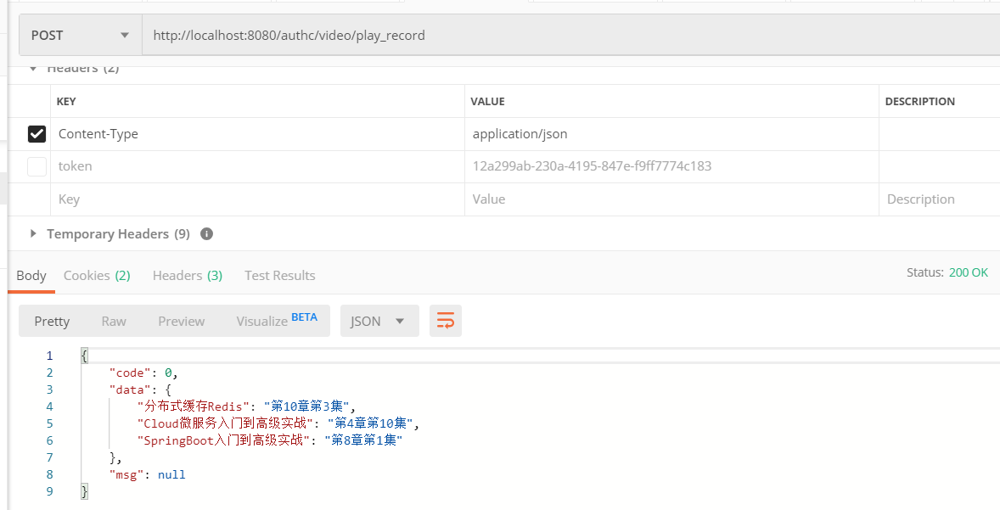 POST http://localhost:8080/authc/video/play_record
Headers (2)
KEY VALUE DESCRIPTION
Content-Type application/json
token 12a299ab-230a-4195-847e-f9ff7774c183
Key Value Description
Temporary Headers (9)
Body Cookies (2) Headers (3) Test Results Status: 200 OK
Pretty Raw Preview Visualize BETA JSON
1 {
2 "code": 0,
3 "data": {
4 "分布式缓存Redis": "第10章第3集",
5 "Cloud微服务入门到高级实战": "第4章第10集",
6 "SpringBoot入门到高级实战": "第8章第1集"
7 },
8 "msg": null
9 }